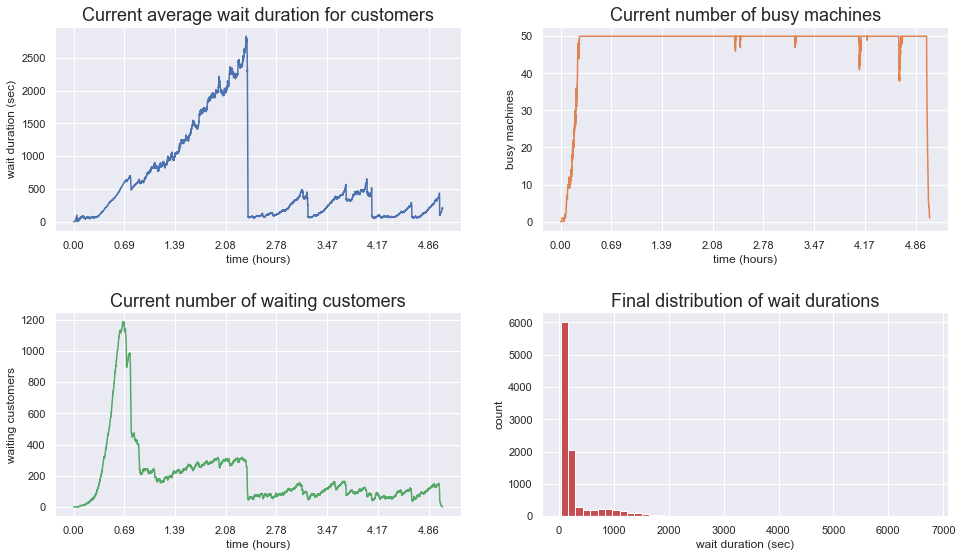 Current average wait duration for customers
wait duration (sec)
2500
2000
1500
1000
500
0
0.00 0.69 1.39 2.08 2.78 3.47 4.17 4.86
time (hours)
Current number of busy machines
busy machines
50
40
30
20
10
0
0.00 0.69 1.39 2.08 2.78 3.47 4.17 4.86
time (hours)
Current number of waiting customers
waiting customers
1200
1000
800
600
400
200
0
0.00 0.69 1.39 2.08 2.78 3.47 4.17 4.86
time (hours)
Final distribution of wait durations
count
6000
5000
4000
3000
2000
1000
0
0 1000 2000 3000 4000 5000 6000 7000
wait duration (sec)